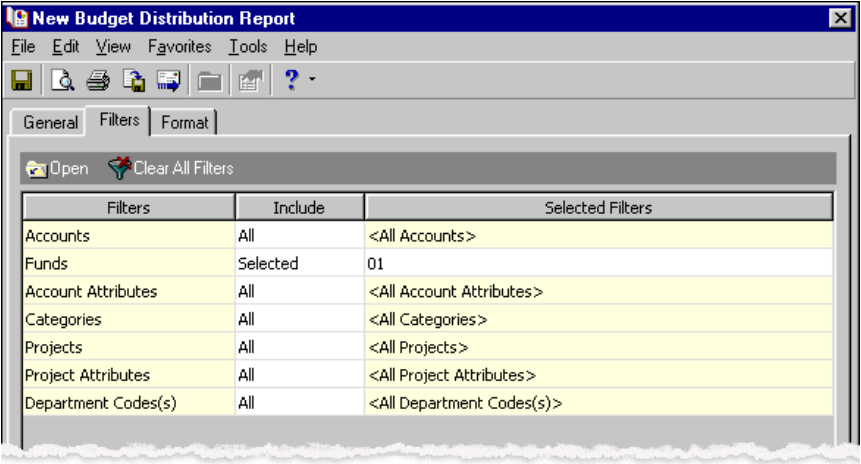 New Budget Distribution Report
File Edit View Favorites Tools Help
General Filters Format
Open Clear All Filters
Filters Include Selected Filters
Accounts All <All Accounts>
Funds Selected 01
Account Attributes All <All Account Attributes>
Categories All <All Categories>
Projects All <All Projects>
Project Attributes All <All Project Attributes>
Department Codes(s) All <All Department Codes(s)>